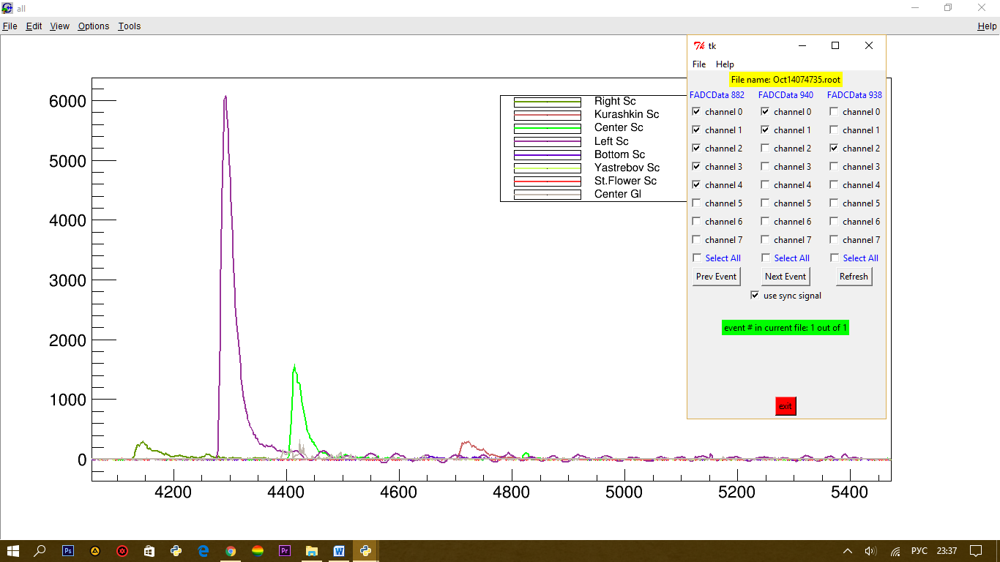 all
File Edit View Options Tools Help
6000
5000
4000
3000
2000
1000
0
4200 4400 4600 4800 5000 5200 5400
Right Sc
Kurashkin Sc
Center Sc
Left Sc
Bottom Sc
Yastrebov Sc
St.Flower Sc
Center Gl
tk
File Help
File name: Oct14074735.root
FADCData 882 FADCData 940 FADCData 938
channel 0 channel 0 channel 0
channel 1 channel 1 channel 1
channel 2 channel 2 channel 2
channel 3 channel 3 channel 3
channel 4 channel 4 channel 4
channel 5 channel 5 channel 5
channel 6 channel 6 channel 6
channel 7 channel 7 channel 7
Select All Select All Select All
Prev Event Next Event Refresh
use sync signal
event # in current file: 1 out of 1
exit
Ps Pr W РУС 23:37